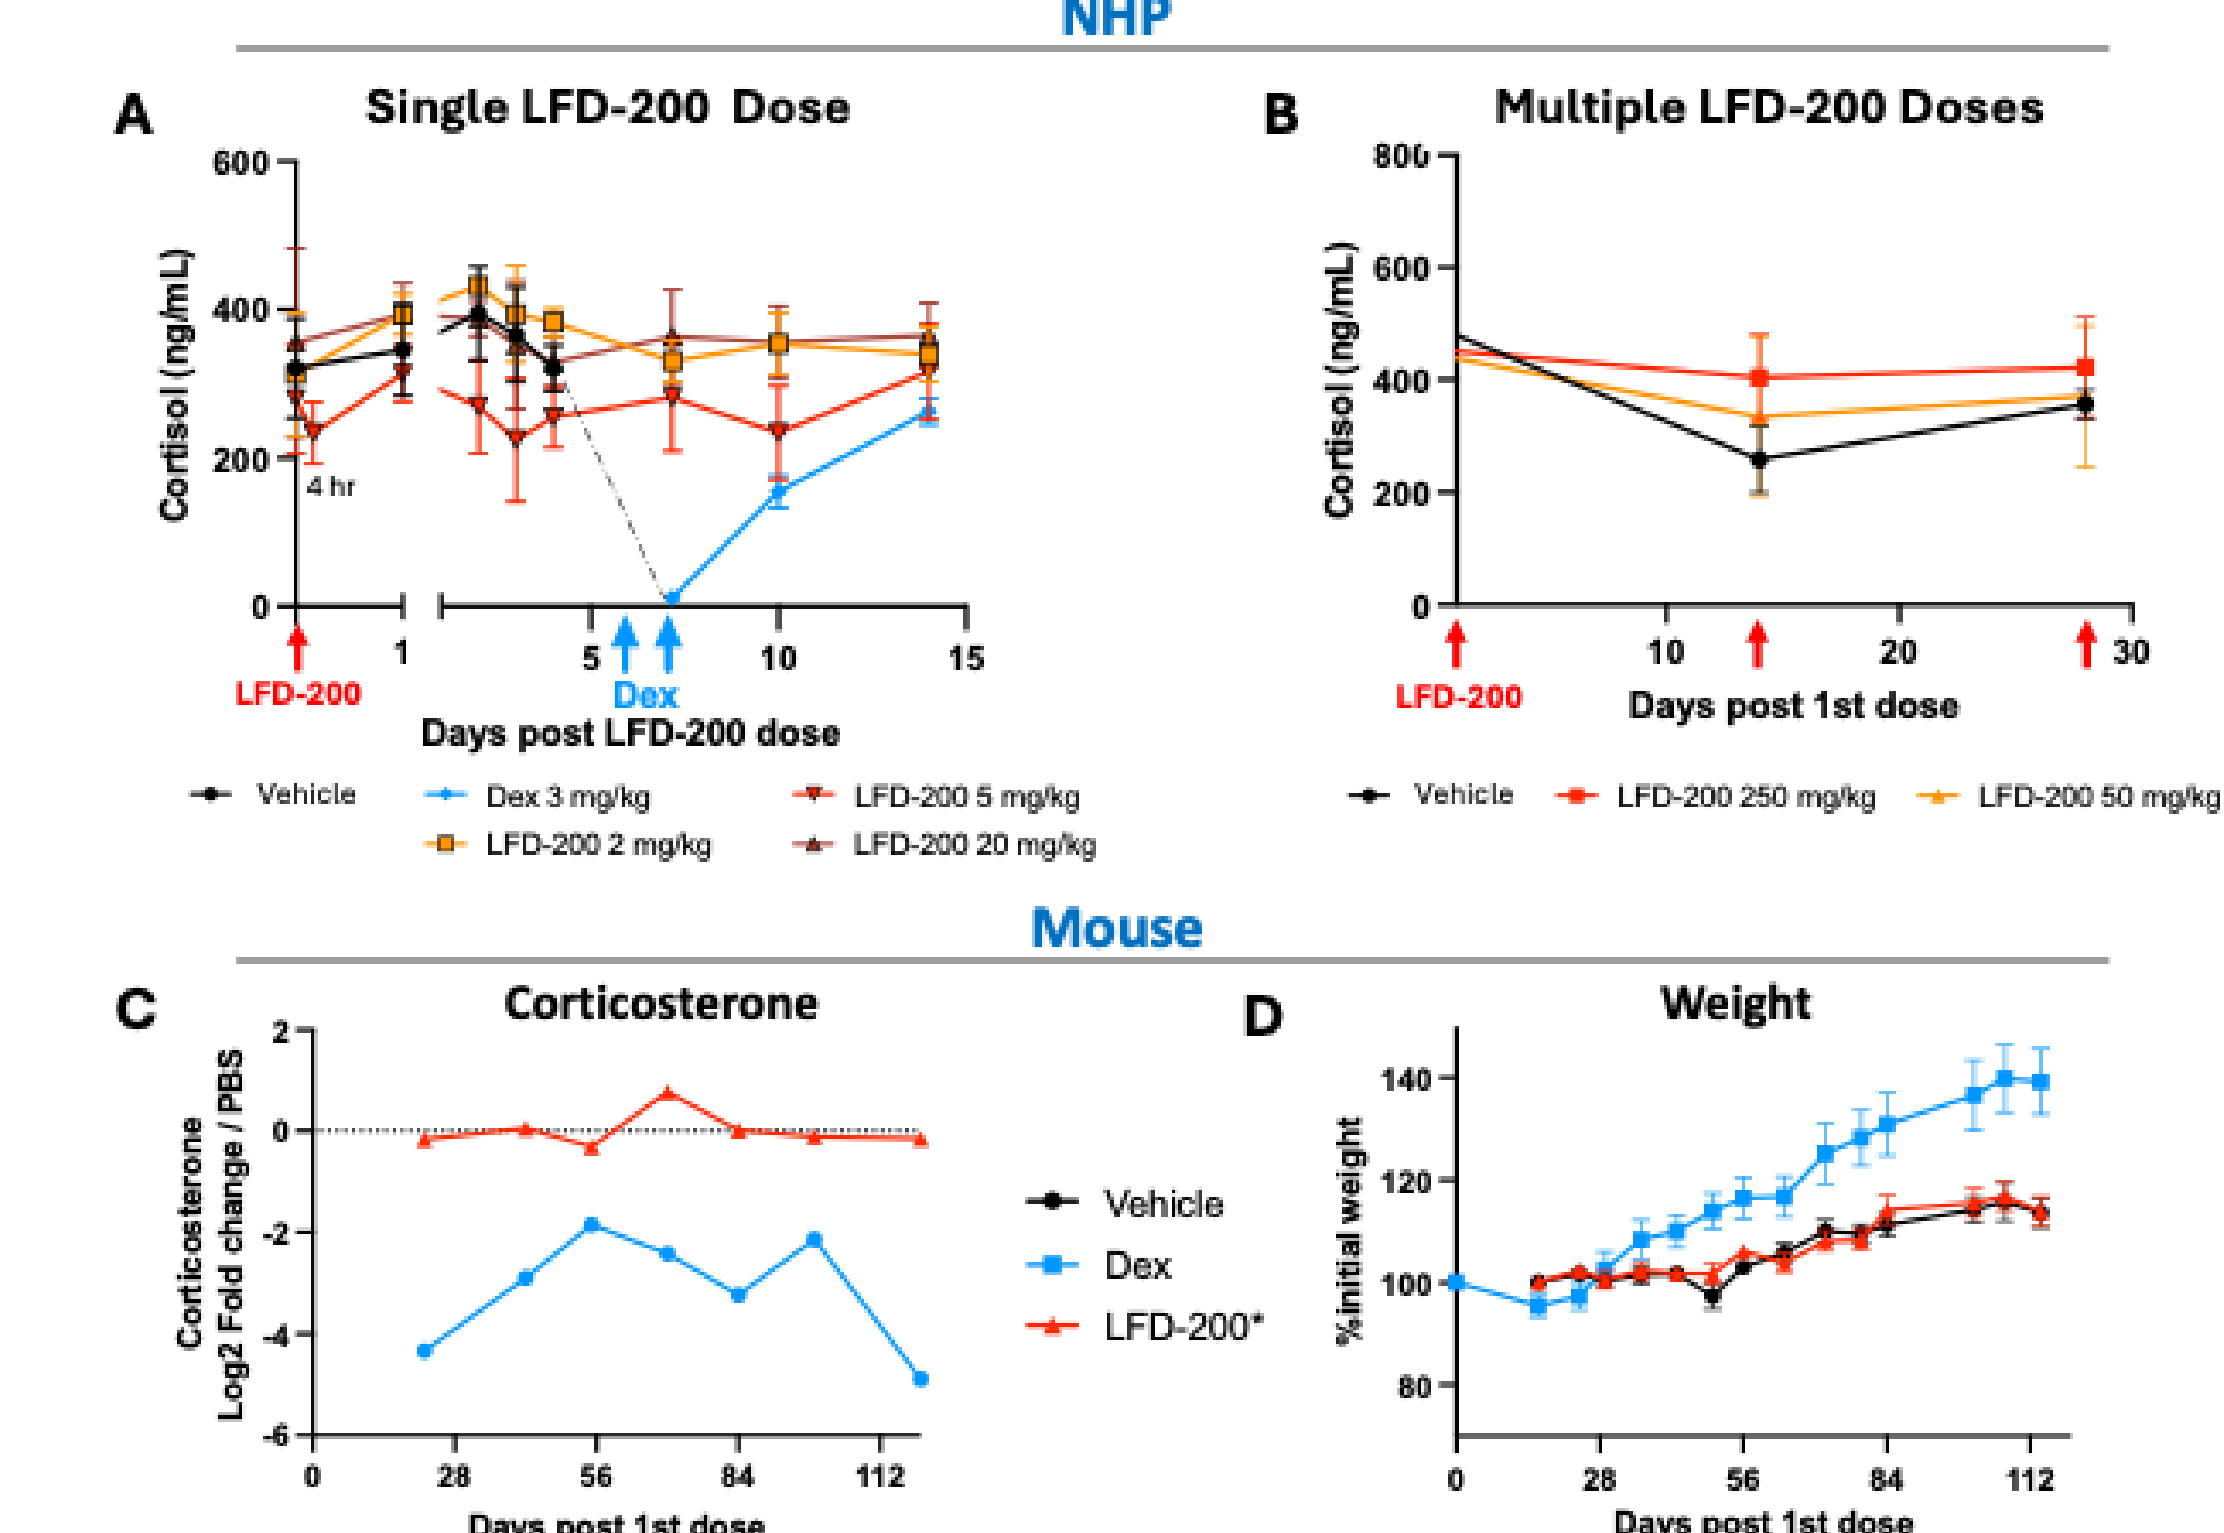 NHP
A
Single LFD-200 Dose
Cortisol (ng/mL)
600
400
200
0
4 hr
1
5
10
15
LFD-200
Dex
Days post LFD-200 dose
Vehicle
Dex 3 mg/kg
LFD-200 5 mg/kg
LFD-200 2 mg/kg
LFD-200 20 mg/kg
B
Multiple LFD-200 Doses
Cortisol (ng/mL)
800
600
400
200
0
10
20
30
LFD-200
Days post 1st dose
Vehicle
LFD-200 250 mg/kg
LFD-200 50 mg/kg
Mouse
C
Corticosterone
Corticosterone
Log2 Fold change / PBS
2
0
-2
-4
-6
0
28
56
84
112
Days post 1st dose
Vehicle
Dex
LFD-200*
D
Weight
%initial weight
140
120
100
80
0
28
56
84
112
Days post 1st dose